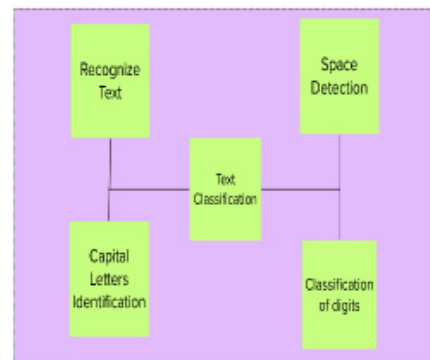 Recognize
Text
Space
Detection
Text
Classification
Capital
Letters
Identification
Classification
of digits